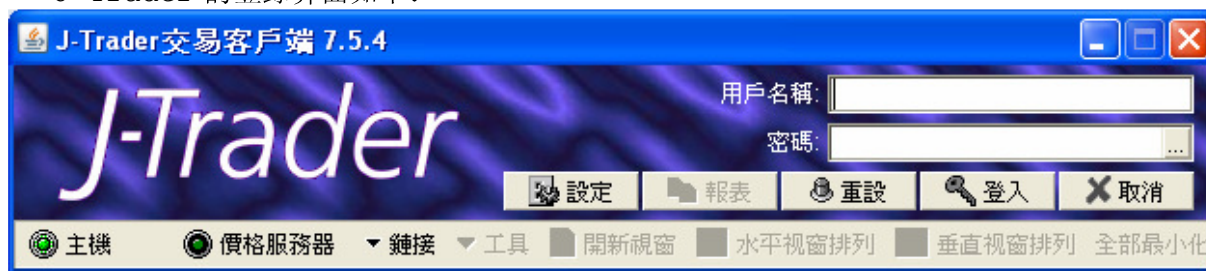 J-Trader交易客戶端 7.5.4
J-Trader
用戶名稱:
密碼:
...
設定 報表 重設 登入 取消
主機 價格服務器 鏈接 工具 開新視窗 水平视窗排列 垂直视窗排列 全部最小化